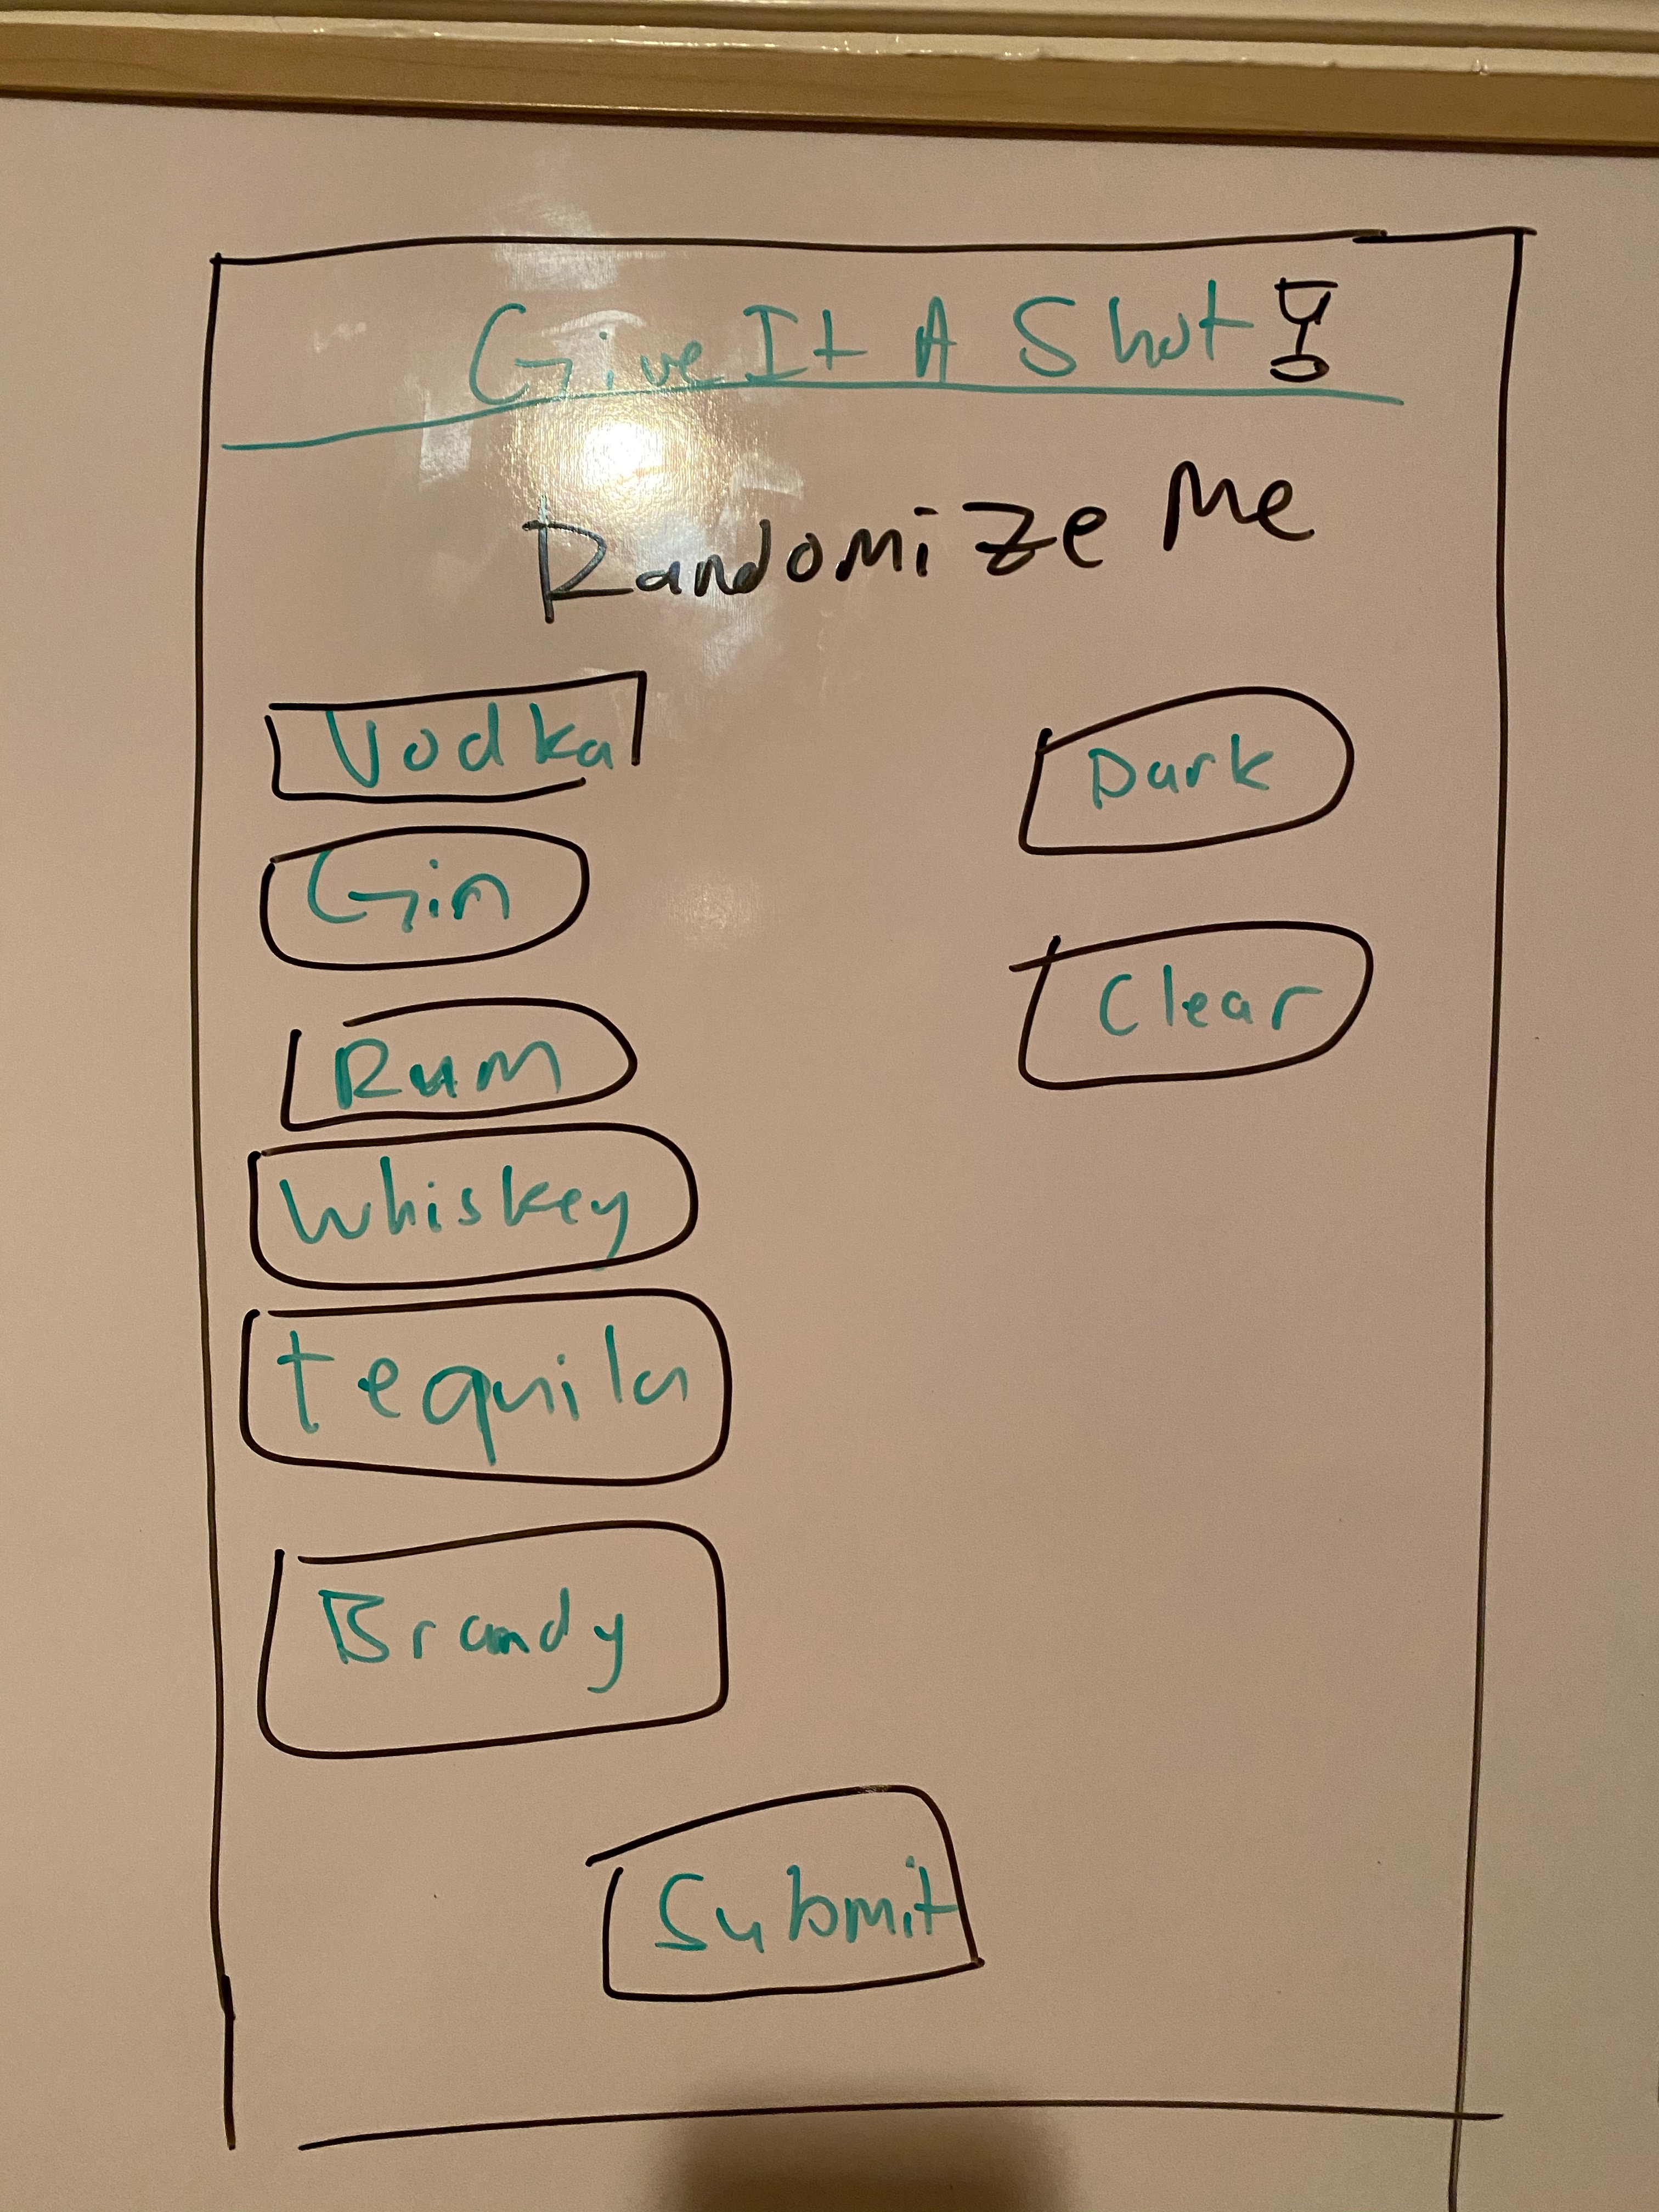 Give It A Shot
Randomize Me
Vodka
Dark
Gin
Clear
Rum
Whiskey
tequila
Brandy
Submit